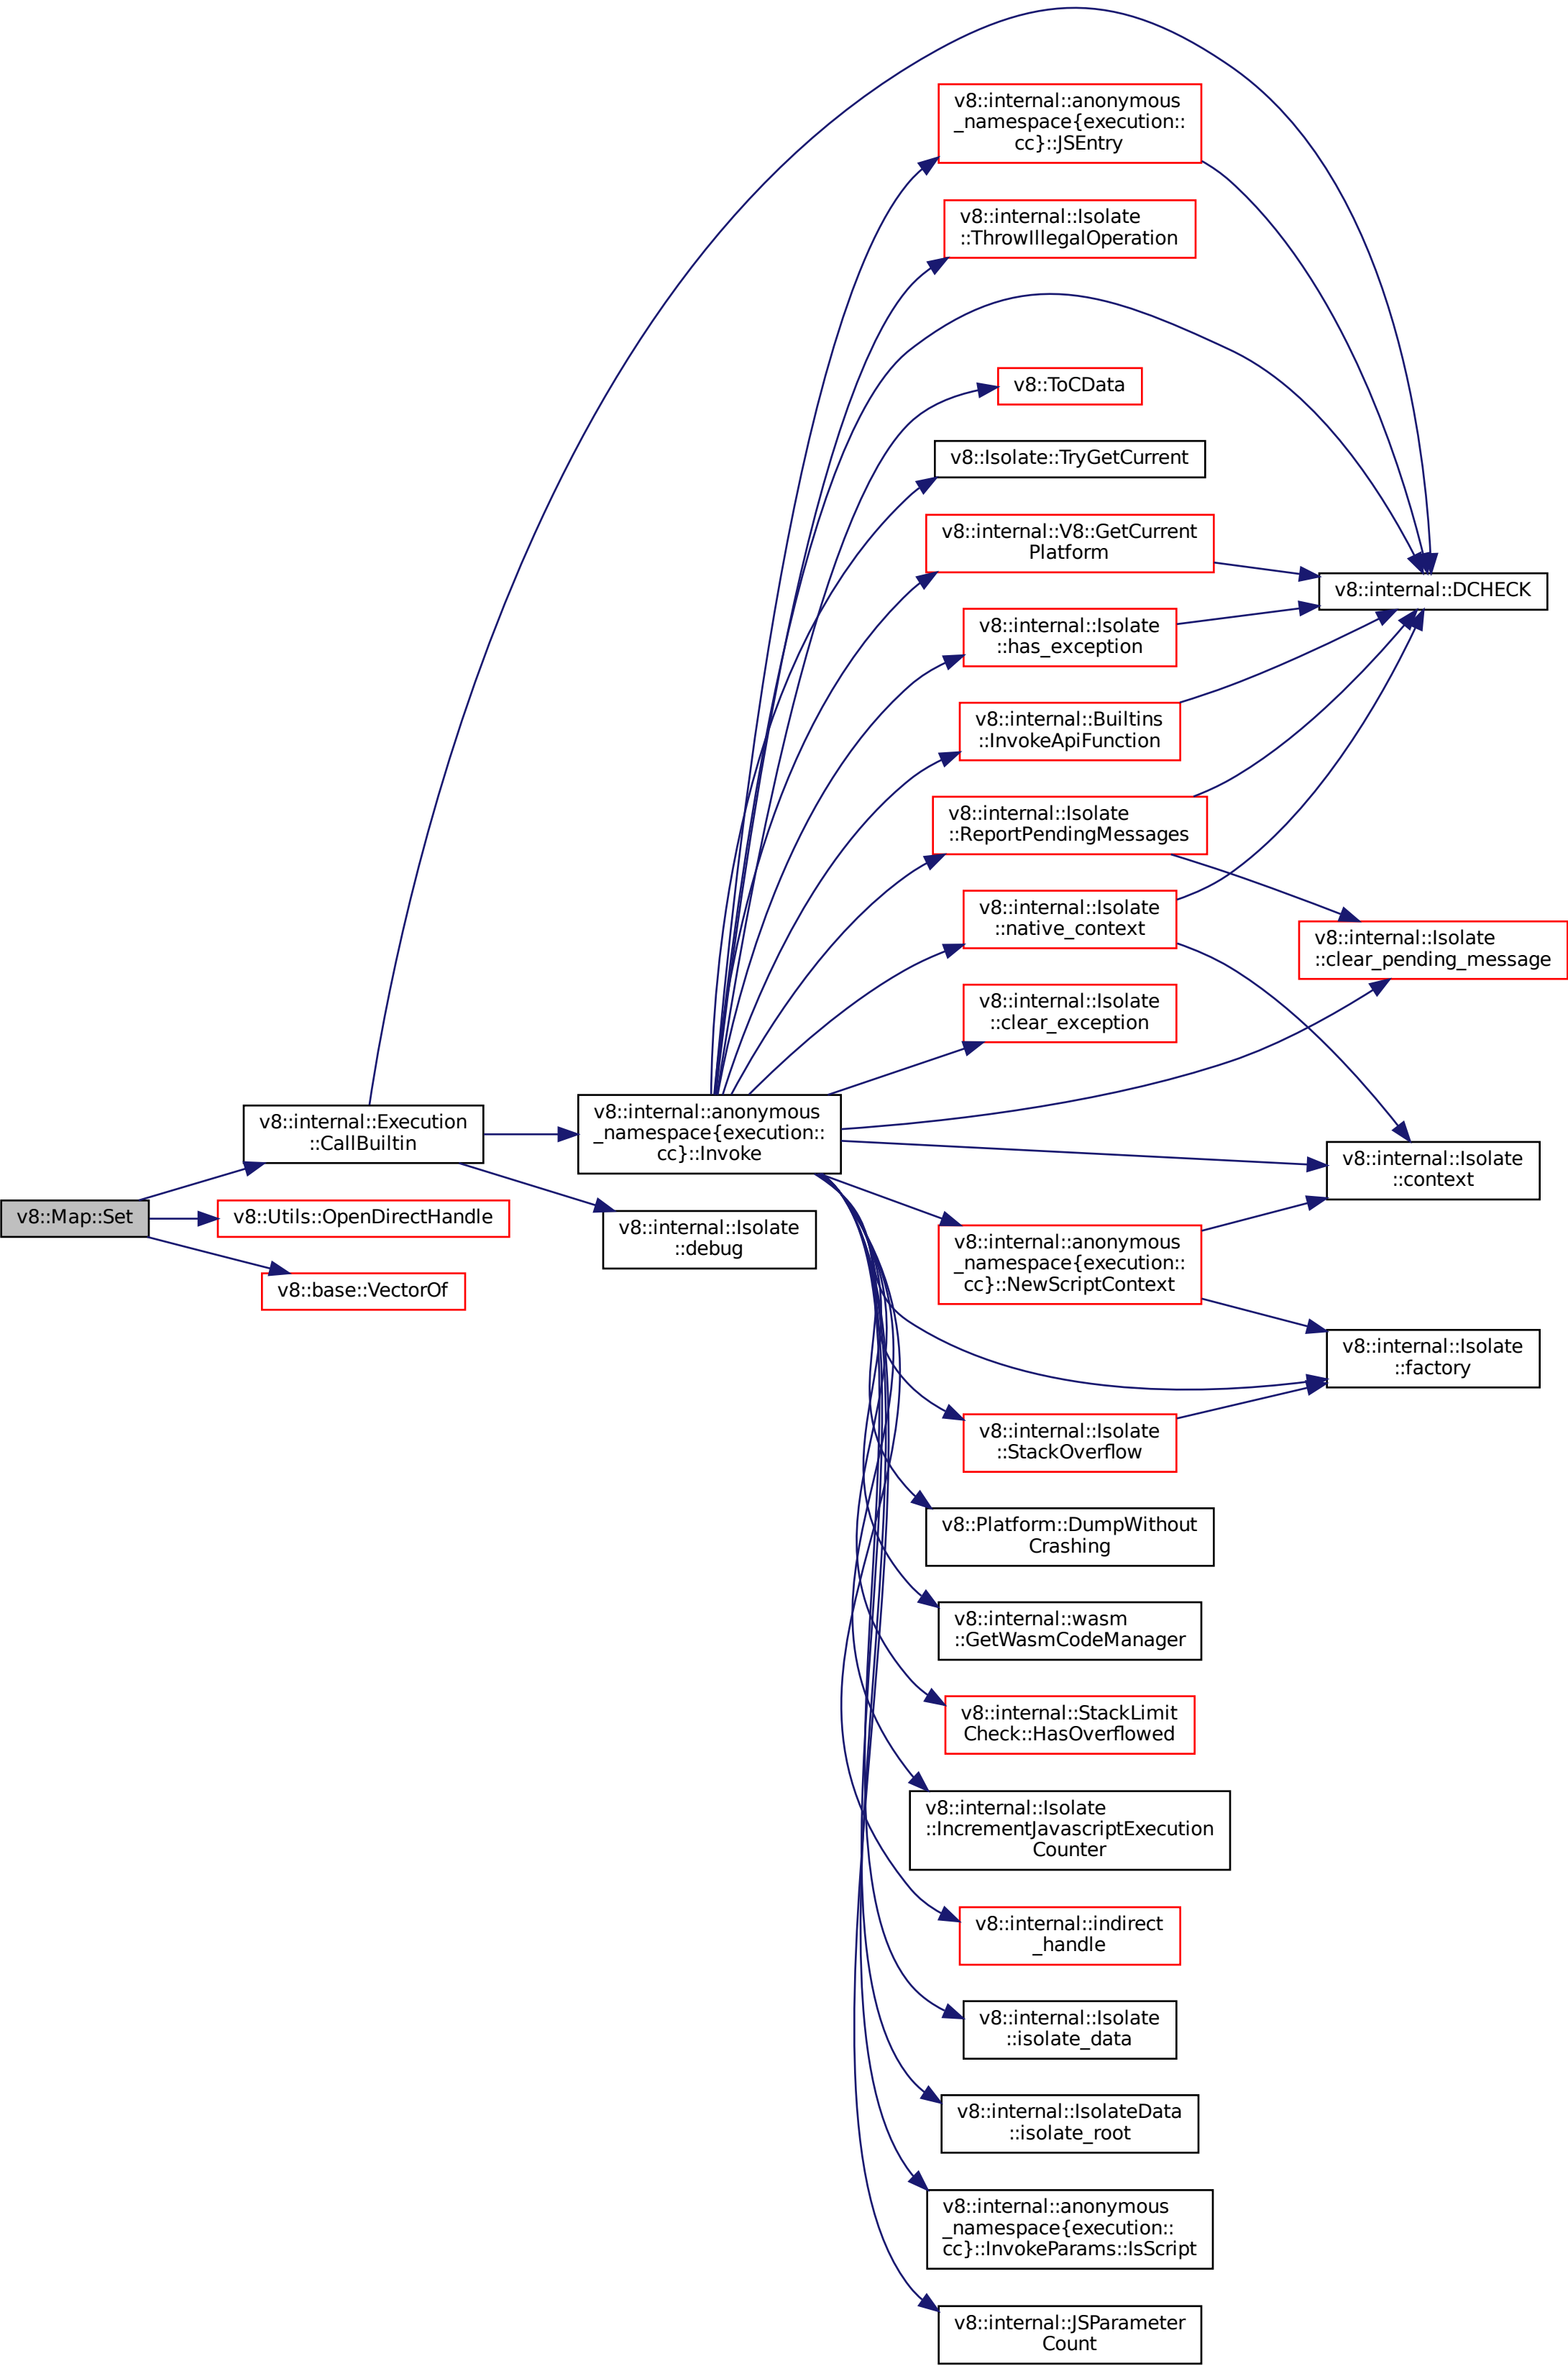 v8::Map::Set
v8::internal::Execution
::CallBuiltin
v8::Utils::OpenDirectHandle
v8::base::VectorOf
v8::internal::anonymous
_namespace{execution::
cc}::Invoke
v8::internal::Isolate
::debug
v8::internal::anonymous
_namespace{execution::
cc}::JSEntry
v8::internal::Isolate
::ThrowIllegalOperation
v8::ToCData
v8::Isolate::TryGetCurrent
v8::internal::V8::GetCurrent
Platform
v8::internal::Isolate
::has_exception
v8::internal::Builtins
::InvokeApiFunction
v8::internal::Isolate
::ReportPendingMessages
v8::internal::Isolate
::native_context
v8::internal::Isolate
::clear_exception
v8::internal::anonymous
_namespace{execution::
cc}::NewScriptContext
v8::internal::Isolate
::StackOverflow
v8::Platform::DumpWithout
Crashing
v8::internal::wasm
::GetWasmCodeManager
v8::internal::StackLimit
Check::HasOverflowed
v8::internal::Isolate
::IncrementJavascriptExecution
Counter
v8::internal::indirect
_handle
v8::internal::Isolate
::isolate_data
v8::internal::IsolateData
::isolate_root
v8::internal::anonymous
_namespace{execution::
cc}::InvokeParams::IsScript
v8::internal::JSParameter
Count
v8::internal::DCHECK
v8::internal::Isolate
::clear_pending_message
v8::internal::Isolate
::context
v8::internal::Isolate
::factory